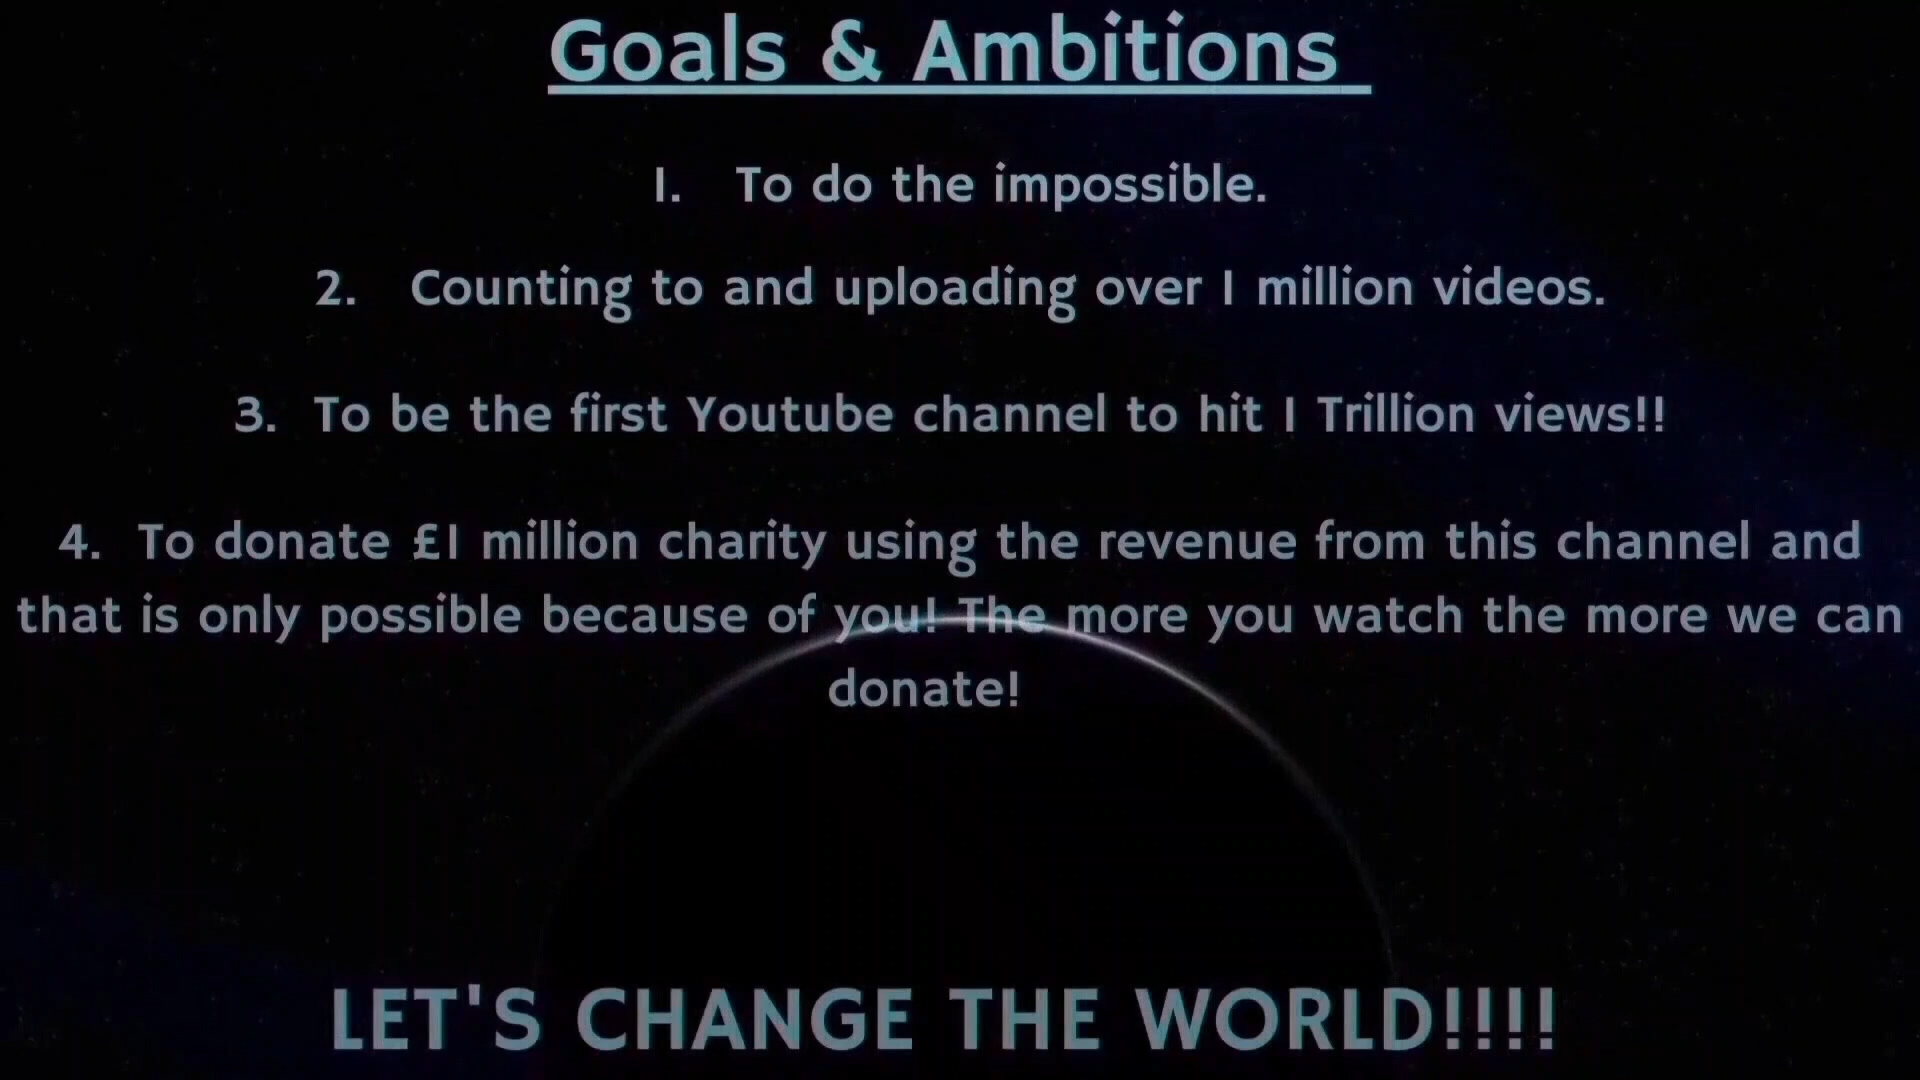 Goals & Ambitions
1. To do the impossible.
2. Counting to and uploading over 1 million videos.
3. To be the first Youtube channel to hit 1 Trillion views!!
4. To donate £1 million charity using the revenue from this channel and
that is only possible because of you! The more you watch the more we can
donate!
LET'S CHANGE THE WORLD!!!!